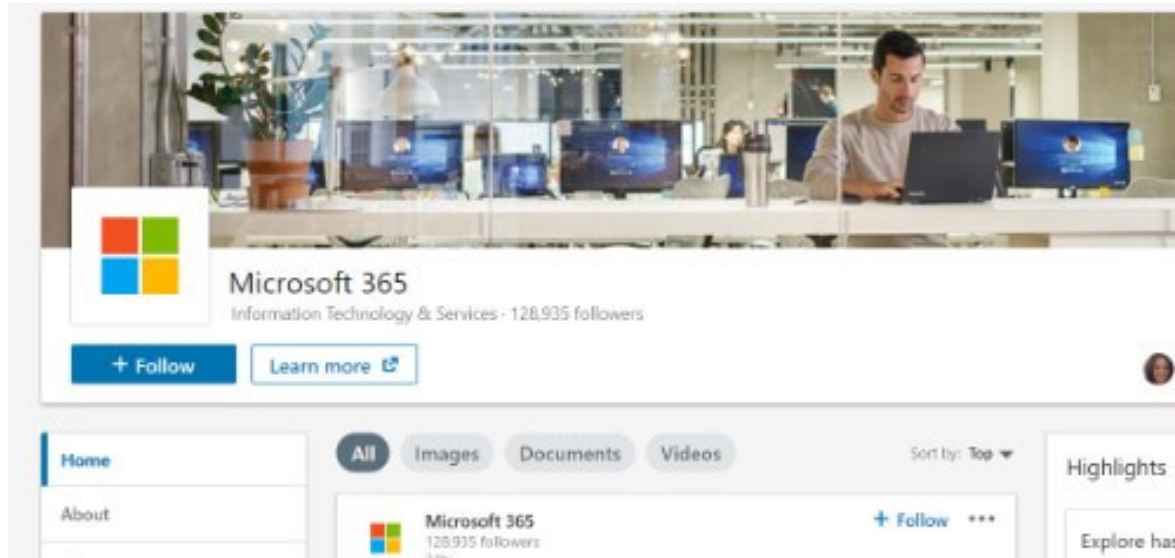 Microsoft 365
Information Technology & Services · 128,935 followers
+ Follow
Learn more
Home
About
All
Images
Documents
Videos
Sort by: Top
Microsoft 365
128,935 followers
+ Follow
Highlights
Explore